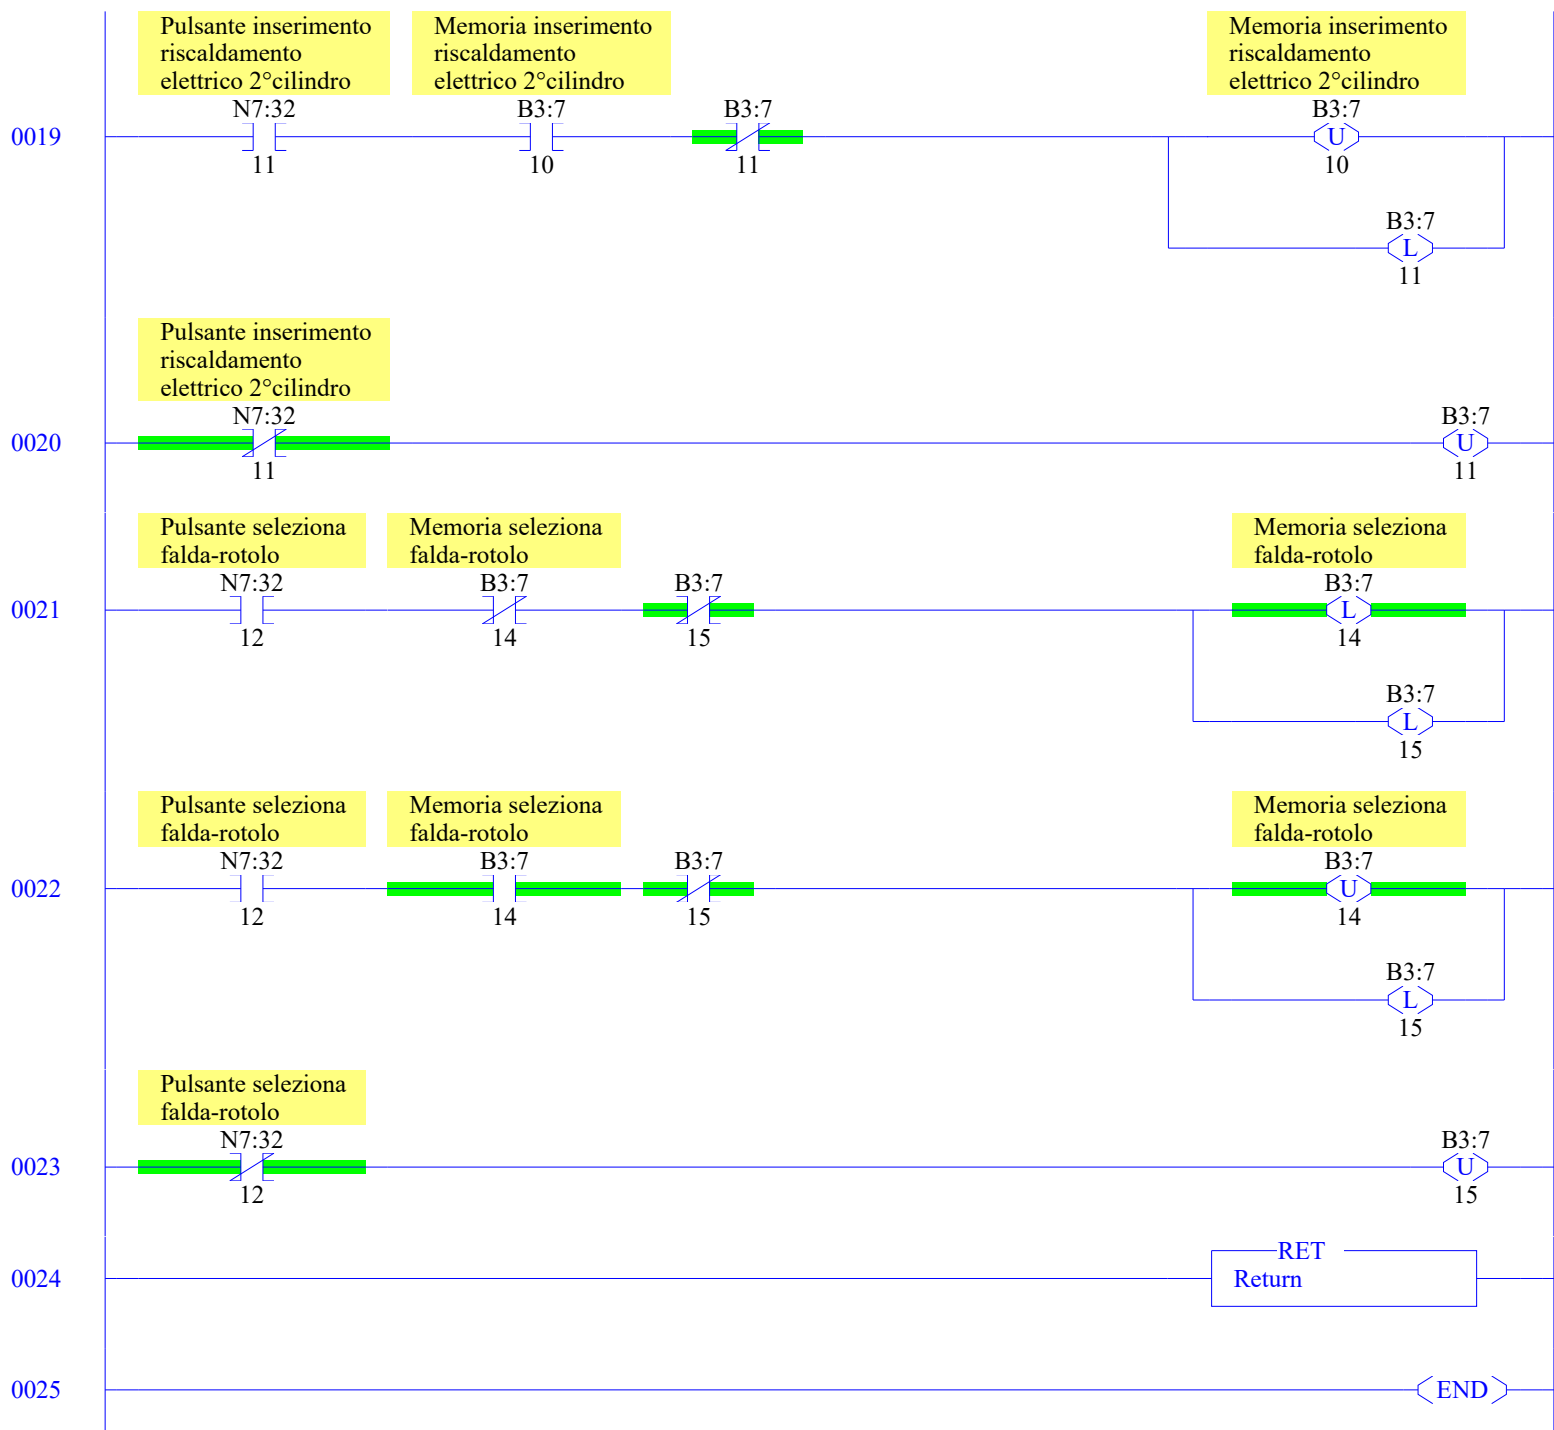 Pulsante inserimento
riscaldamento
elettrico 2°cilindro
Memoria inserimento
riscaldamento
elettrico 2°cilindro
Memoria inserimento
riscaldamento
elettrico 2°cilindro
N7:32 B3:7 B3:7 B3:7
0019 U
11 10 11 10
B3:7
L
11
Pulsante inserimento
riscaldamento
elettrico 2°cilindro
N7:32 B3:7
0020 U
11 11
Pulsante seleziona
falda-rotolo
Memoria seleziona
falda-rotolo
Memoria seleziona
falda-rotolo
N7:32 B3:7 B3:7 B3:7
0021 L
12 14 15 14
B3:7
L
15
Pulsante seleziona
falda-rotolo
Memoria seleziona
falda-rotolo
Memoria seleziona
falda-rotolo
N7:32 B3:7 B3:7 B3:7
0022 U
12 14 15 14
B3:7
L
15
Pulsante seleziona
falda-rotolo
N7:32 B3:7
0023 U
12 15
RET
0024 Return
0025 END